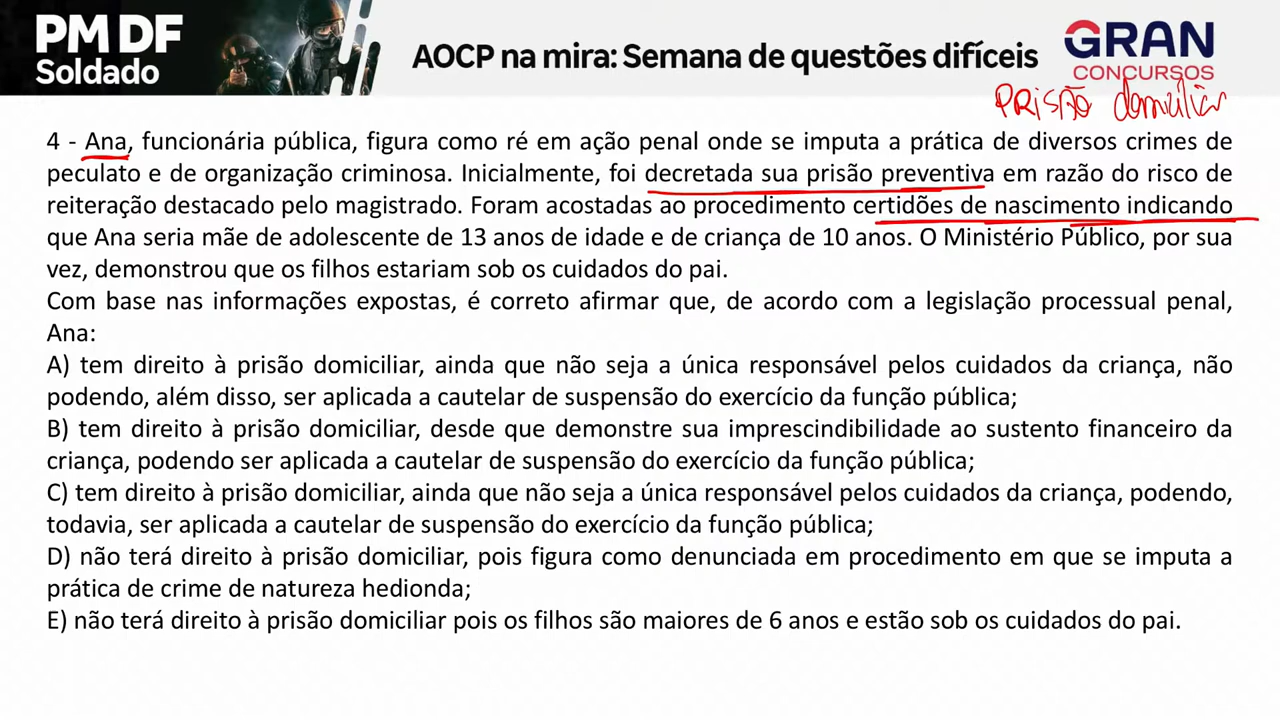 PM DF
Soldado
AOCP na mira: Semana de questões difíceis
GRAN
CONCURSOS
PRISÃO domiciliar
4 - Ana, funcionária pública, figura como ré em ação penal onde se imputa a prática de diversos crimes de
peculato e de organização criminosa. Inicialmente, foi decretada sua prisão preventiva em razão do risco de
reiteração destacado pelo magistrado. Foram acostadas ao procedimento certidões de nascimento indicando
que Ana seria mãe de adolescente de 13 anos de idade e de criança de 10 anos. O Ministério Público, por sua
vez, demonstrou que os filhos estariam sob os cuidados do pai.
Com base nas informações expostas, é correto afirmar que, de acordo com a legislação processual penal,
Ana:
A) tem direito à prisão domiciliar, ainda que não seja a única responsável pelos cuidados da criança, não
podendo, além disso, ser aplicada a cautelar de suspensão do exercício da função pública;
B) tem direito à prisão domiciliar, desde que demonstre sua imprescindibilidade ao sustento financeiro da
criança, podendo ser aplicada a cautelar de suspensão do exercício da função pública;
C) tem direito à prisão domiciliar, ainda que não seja a única responsável pelos cuidados da criança, podendo,
todavia, ser aplicada a cautelar de suspensão do exercício da função pública;
D) não terá direito à prisão domiciliar, pois figura como denunciada em procedimento em que se imputa a
prática de crime de natureza hedionda;
E) não terá direito à prisão domiciliar pois os filhos são maiores de 6 anos e estão sob os cuidados do pai.